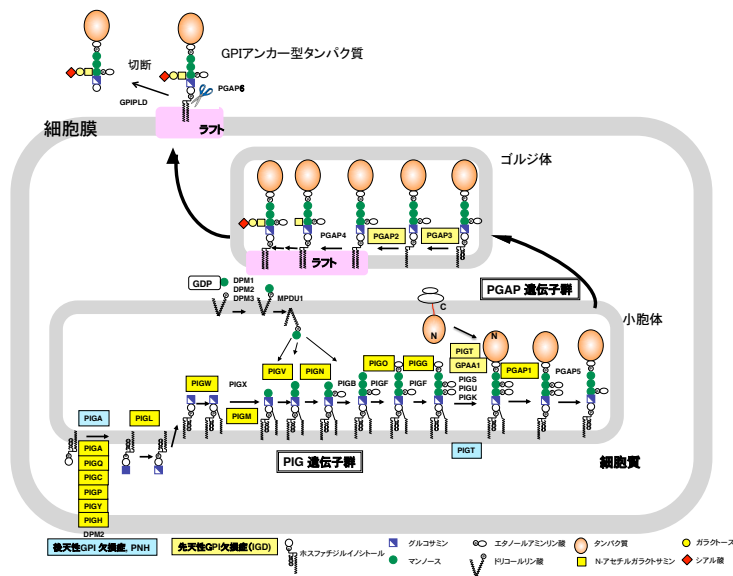 GPIアンカー型タンパク質
切断
PGAP6
GPIPLD
細胞膜
ラフト
ゴルジ体
PGAP4
PGAP2
PGAP3
ラフト
GDP
DPM1
DPM2
DPM3
MPDU1
C
N
PGAP 遺伝子群
小胞体
N
PIGT
GPAA1
PIGS
PIGU
PIGK
PGAP1
PGAP5
PIGW
PIGX
PIGM
PIGV
PIGN
PIGB
PIGO
PIGF
PIGG
PIGF
PIGA
PIGL
PIGA
PIGQ
PIGC
PIGP
PIGY
PIGH
DPM2
PIG 遺伝子群
PIGT
細胞質
後天性GPI 欠損症, PNH
先天性GPI欠損症(IGD)
ホスファチジルイノシトール
グルコサミン
マンノース
エタノールアミンリン酸
ドリコールリン酸
タンパク質
N-アセチルガラクトサミン
ガラクトース
シアル酸